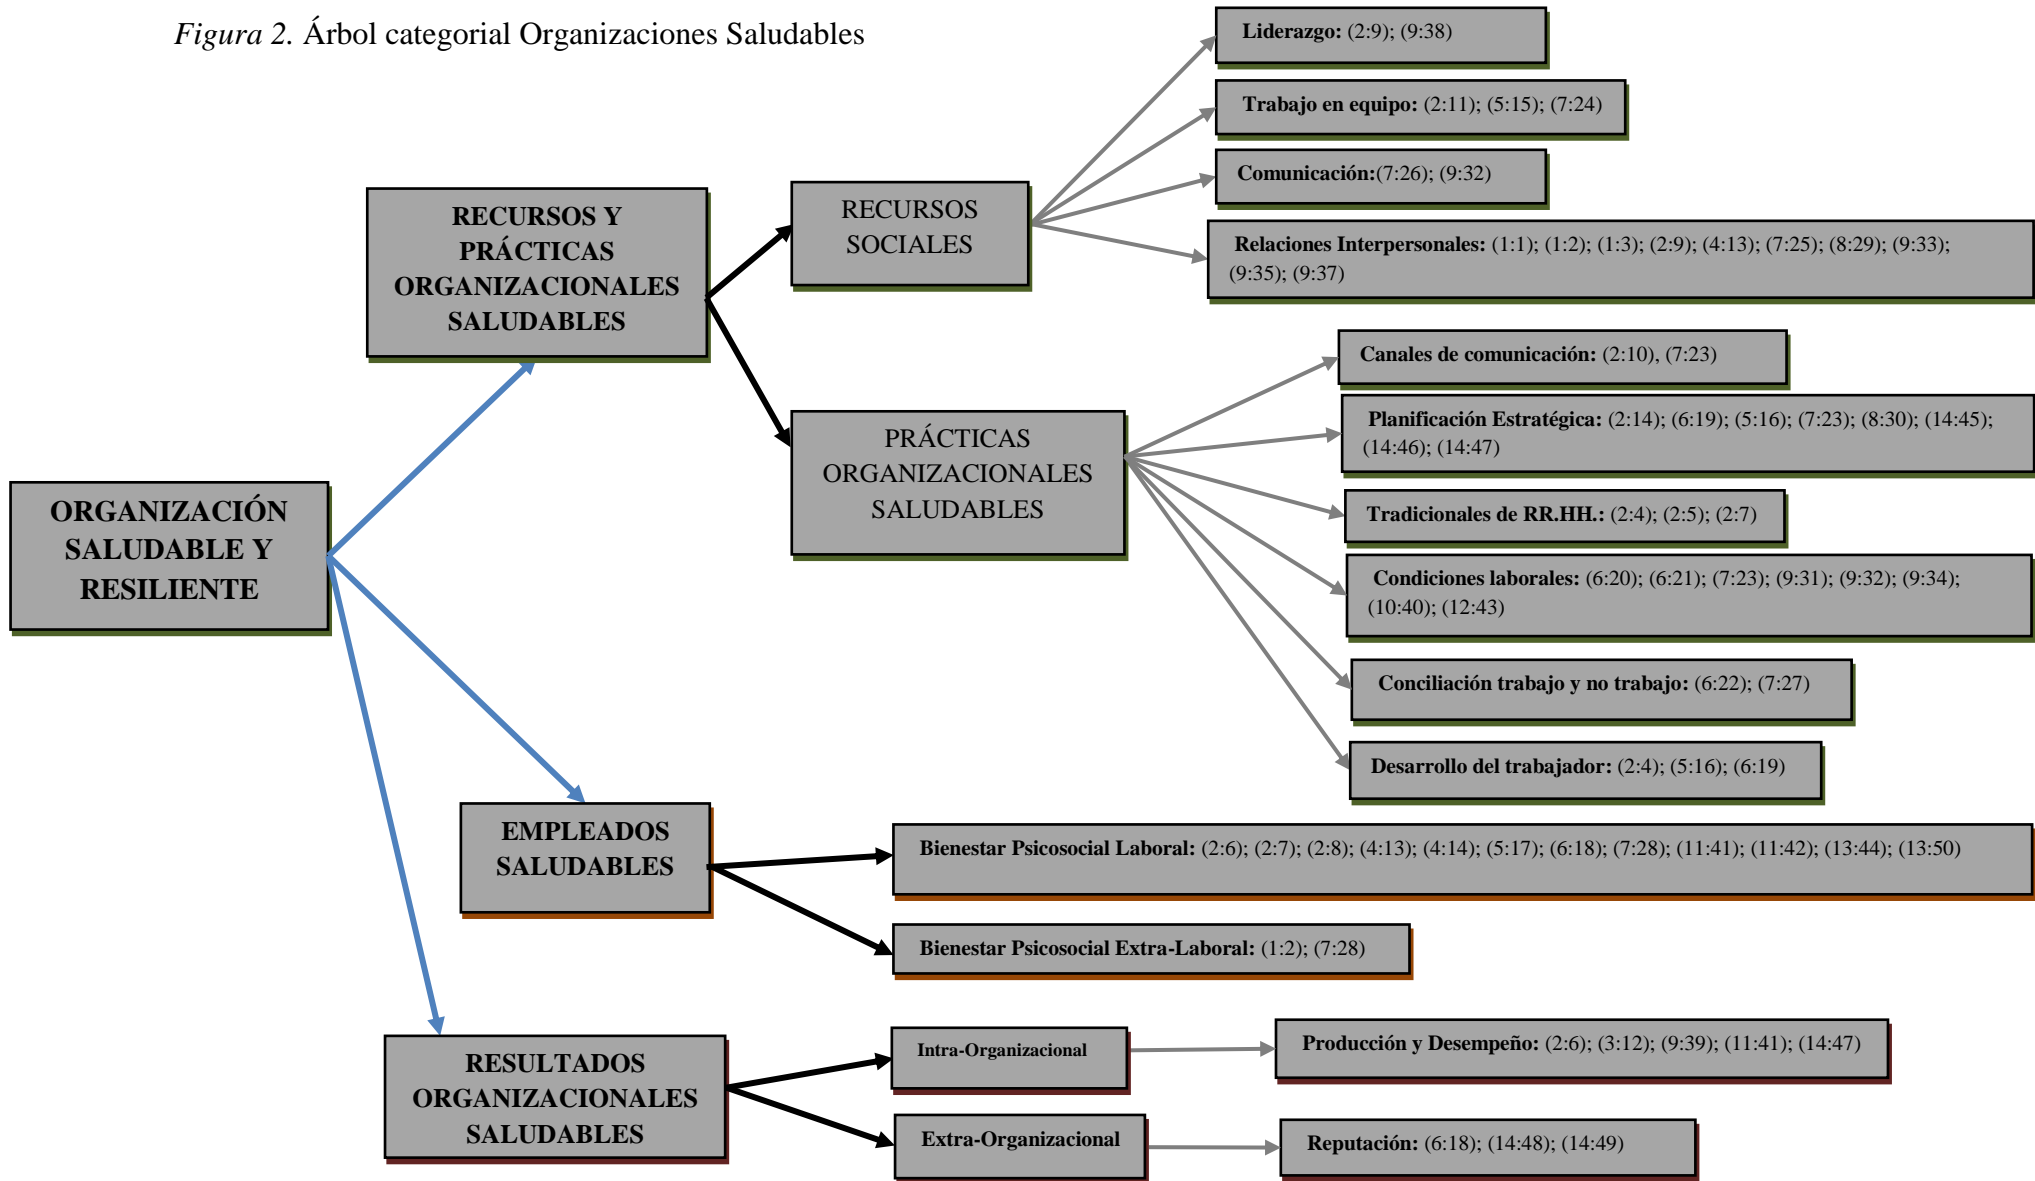 Figura 2. Árbol categorial Organizaciones Saludables
ORGANIZACIÓN
SALUDABLE Y
RESILIENTE
RECURSOS Y
PRÁCTICAS
ORGANIZACIONALES
SALUDABLES
RECURSOS
SOCIALES
Liderazgo: (2:9); (9:38)
Trabajo en equipo: (2:11); (5:15); (7:24)
Comunicación:(7:26); (9:32)
Relaciones Interpersonales: (1:1); (1:2); (1:3); (2:9); (4:13); (7:25); (8:29); (9:33);
(9:35); (9:37)
PRÁCTICAS
ORGANIZACIONALES
SALUDABLES
Canales de comunicación: (2:10), (7:23)
Planificación Estratégica: (2:14); (6:19); (5:16); (7:23); (8:30); (14:45);
(14:46); (14:47)
Tradicionales de RR.HH.: (2:4); (2:5); (2:7)
Condiciones laborales: (6:20); (6:21); (7:23); (9:31); (9:32); (9:34);
(10:40); (12:43)
Conciliación trabajo y no trabajo: (6:22); (7:27)
Desarrollo del trabajador: (2:4); (5:16); (6:19)
EMPLEADOS
SALUDABLES
Bienestar Psicosocial Laboral: (2:6); (2:7); (2:8); (4:13); (4:14); (5:17); (6:18); (7:28); (11:41); (11:42); (13:44); (13:50)
Bienestar Psicosocial Extra-Laboral: (1:2); (7:28)
RESULTADOS
ORGANIZACIONALES
SALUDABLES
Intra-Organizacional
Producción y Desempeño: (2:6); (3:12); (9:39); (11:41); (14:47)
Extra-Organizacional
Reputación: (6:18); (14:48); (14:49)